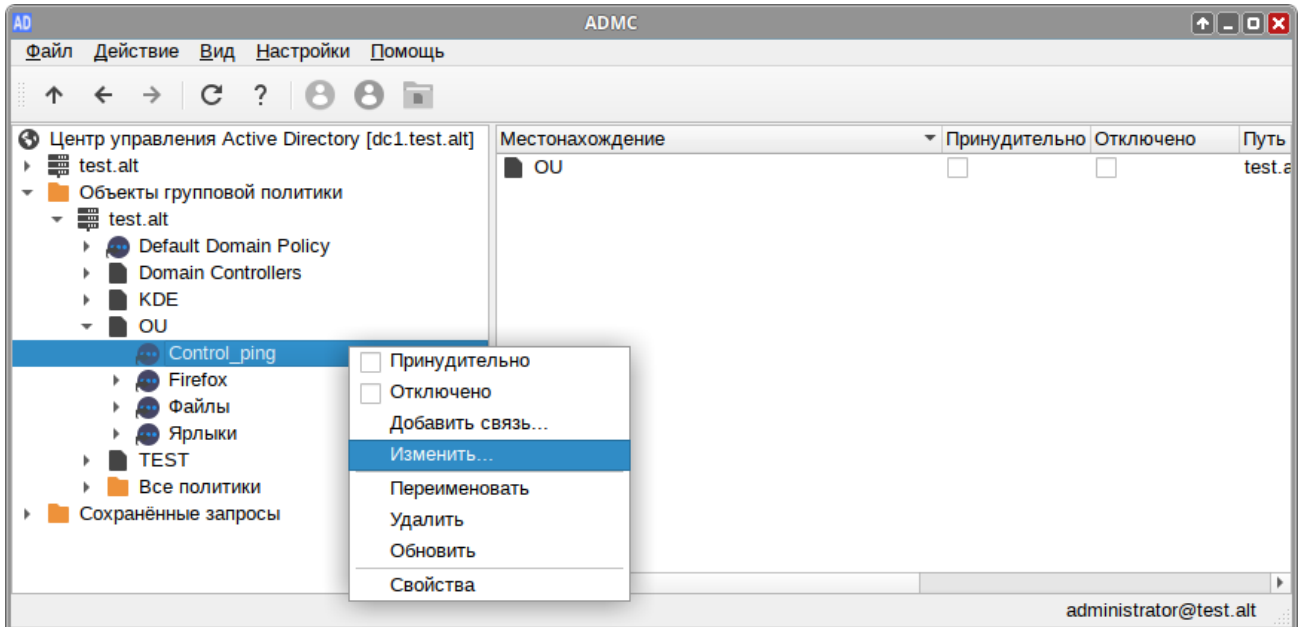 AD ADMC
Файл Действие Вид Настройки Помощь
?
Центр управления Active Directory [dc1.test.alt] Местонахождение Принудительно Отключено Путь
test.alt OU test.a
Объекты групповой политики
test.alt
Default Domain Policy
Domain Controllers
KDE
OU
Control_ping
Принудительно
Firefox
Отключено
Файлы
Добавить связь...
Ярлыки
Изменить...
TEST
Все политики
Переименовать
Сохранённые запросы
Удалить
Обновить
Свойства
administrator@test.alt